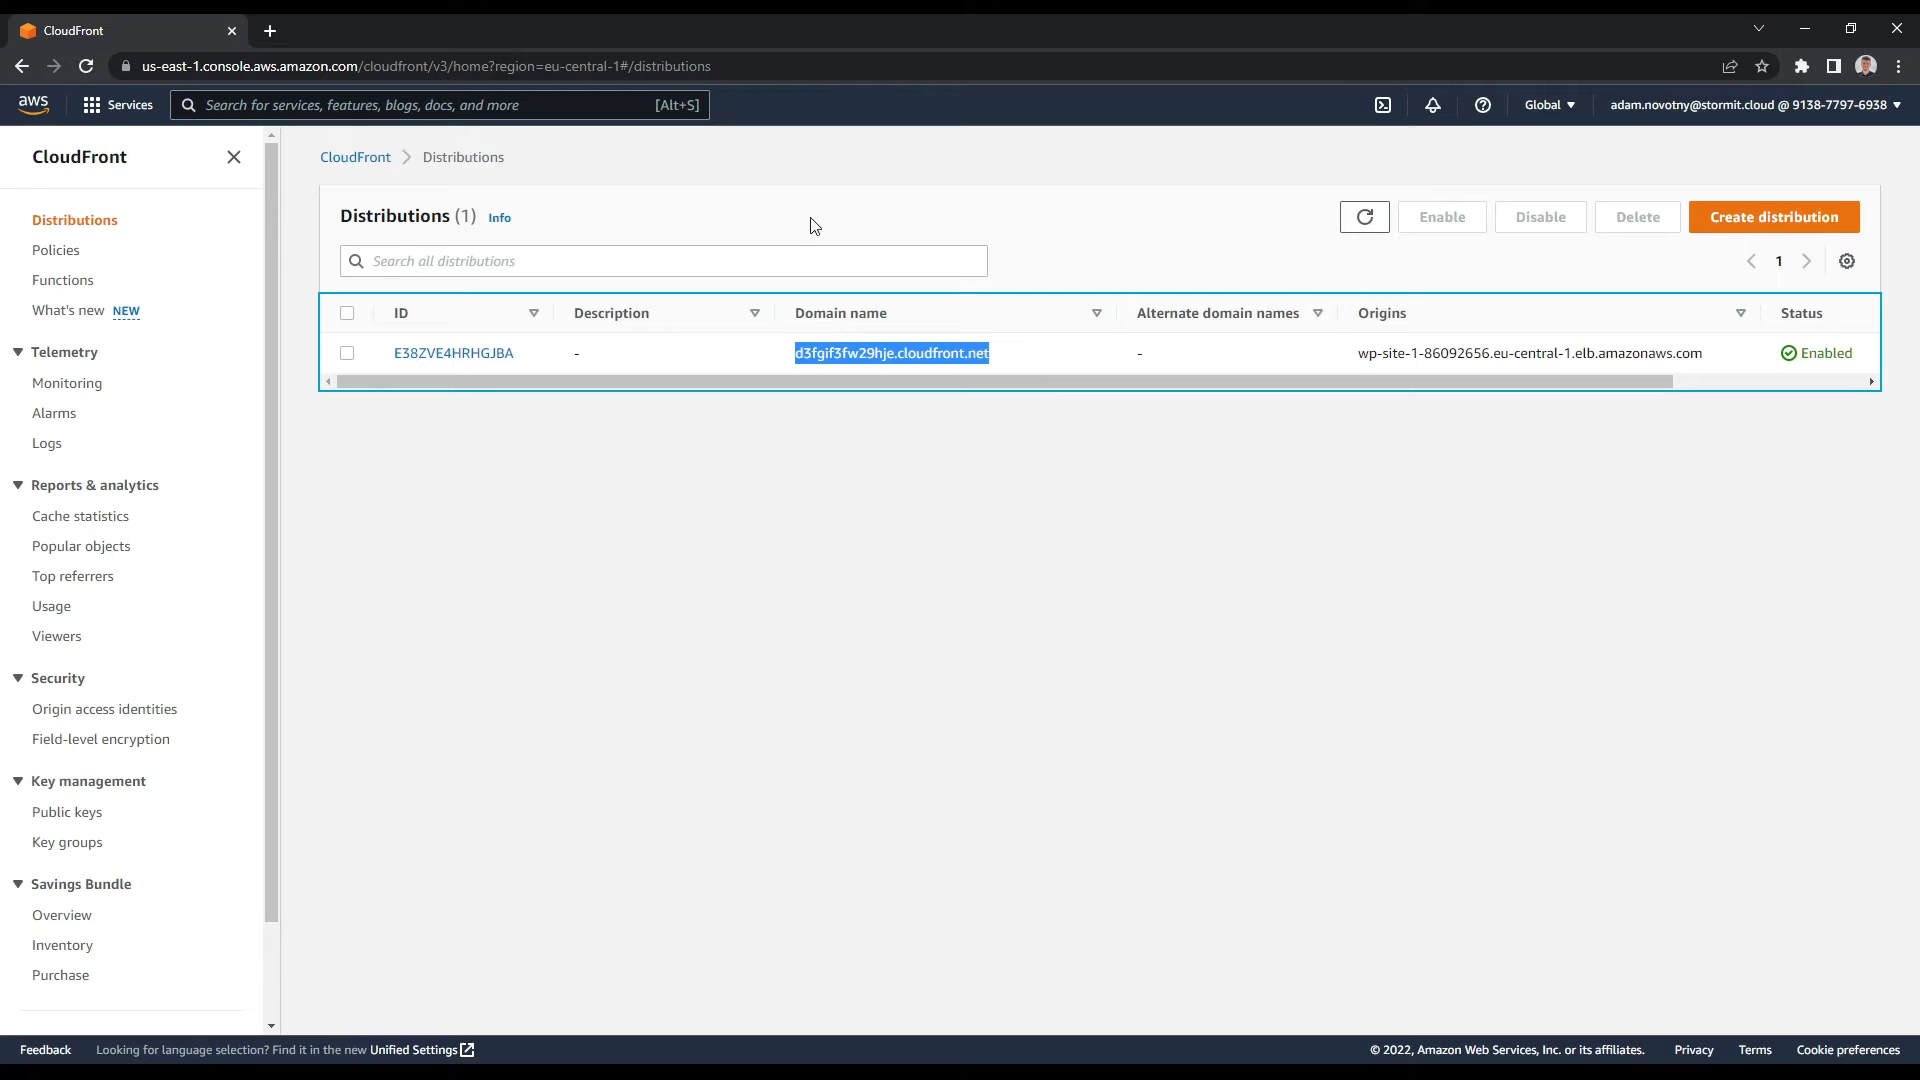 CloudFront
us-east-1.console.aws.amazon.com/cloudfront/v3/home?region=eu-central-1#/distributions
aws
Services
Search for services, features, blogs, docs, and more
[Alt+S]
Global
adam.novotny@stormit.cloud @ 9138-7797-6938
CloudFront
Distributions
Policies
Functions
What's new NEW
Telemetry
Monitoring
Alarms
Logs
Reports & analytics
Cache statistics
Popular objects
Top referrers
Usage
Viewers
Security
Origin access identities
Field-level encryption
Key management
Public keys
Key groups
Savings Bundle
Overview
Inventory
Purchase
CloudFront Distributions
Distributions (1) Info
Enable
Disable
Delete
Create distribution
Search all distributions
1
ID Description Domain name Alternate domain names Origins Status
E38ZVE4HRHGJBA - d3fgif3fw29hje.cloudfront.net - wp-site-1-86092656.eu-central-1.elb.amazonaws.com Enabled
Feedback
Looking for language selection? Find it in the new Unified Settings
© 2022, Amazon Web Services, Inc. or its affiliates.
Privacy
Terms
Cookie preferences